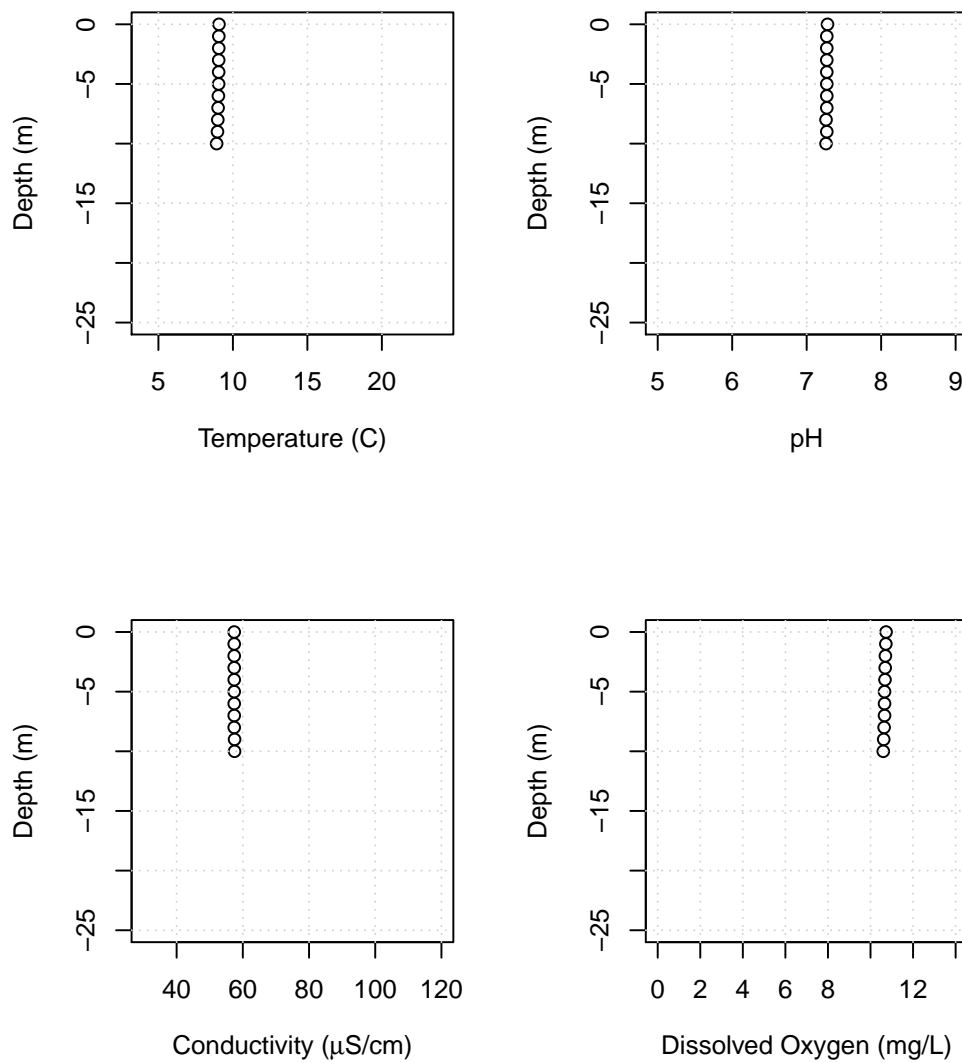 0
−5
−15
−25
Depth (m)
5 10 15 20
Temperature (C)
0
−5
−15
−25
Depth (m)
5 6 7 8 9
pH
0
−5
−15
−25
Depth (m)
40 60 80 100 120
Conductivity (μS/cm)
0
−5
−15
−25
Depth (m)
0 2 4 6 8 12
Dissolved Oxygen (mg/L)